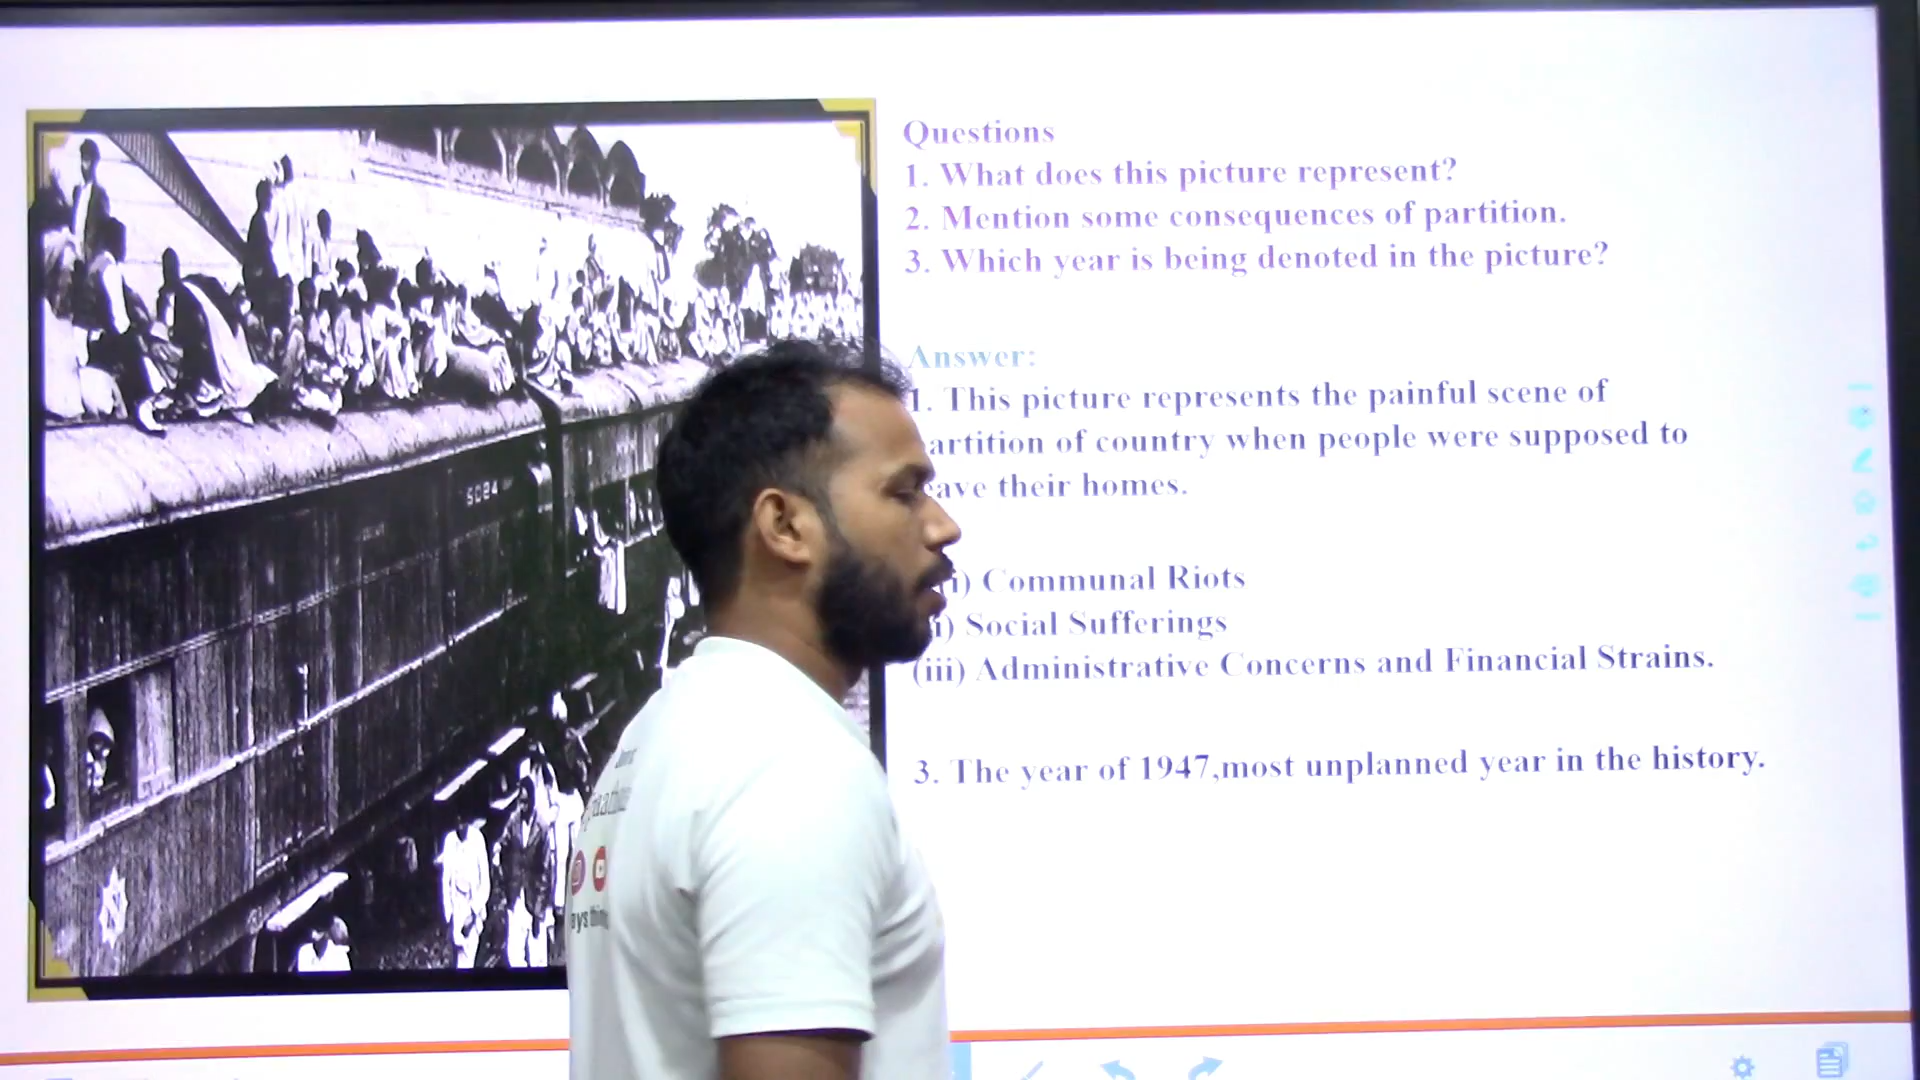 Questions
1. What does this picture represent?
2. Mention some consequences of partition.
3. Which year is being denoted in the picture?
Answer:
1. This picture represents the painful scene of
artition of country when people were supposed to
eave their homes.
i) Communal Riots
i) Social Sufferings
(iii) Administrative Concerns and Financial Strains.
3. The year of 1947,most unplanned year in the history.
5024